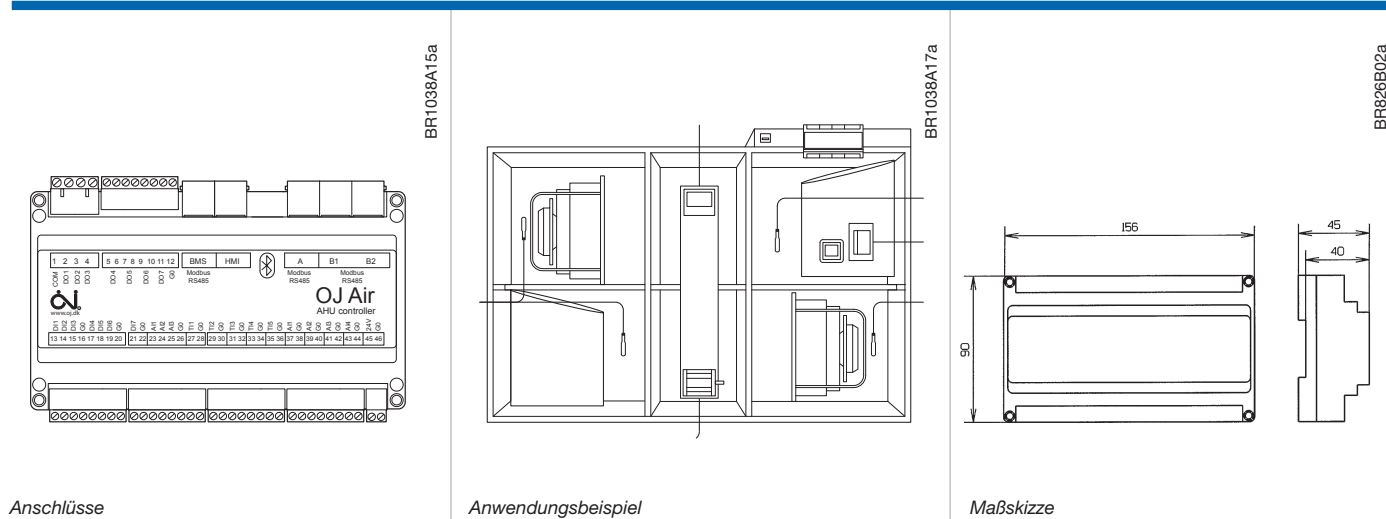 BR1038A15a
1 2 3 4 5 6 7 8 9 10 11 12 BMS HMI A B1 B2
COM DO1 DO2 DO3 DO4 DO5 DO6 DO7 G0
Modbus RS485
Modbus RS485
Modbus RS485
OJ
www.oj.dk
OJ Air
AHU controller
DI1 DI2 DI3 G0 DI4 DI5 DI6 G0 DI7 G0 AI1 AI2 AI3 G0 TI1 G0 TI2 G0 TI3 G0 TI4 G0 TI5 G0 AI1 G0 AI2 G0 AI3 G0 AI4 G0 24V G0
13 14 15 16 17 18 19 20 21 22 23 24 25 26 27 28 29 30 31 32 33 34 35 36 37 38 39 40 41 42 43 44 45 46
Anschlüsse
BR1038A17a
Anwendungsbeispiel
BR826B02a
156
90
45
40
Maßskizze